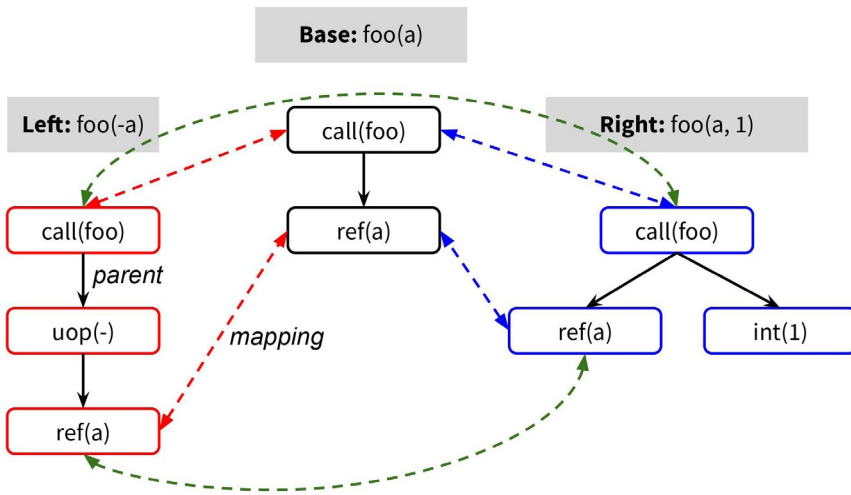 Base: foo(a)
Left: foo(-a)
call(foo)
Right: foo(a, 1)
call(foo)
ref(a)
call(foo)
parent
uop(-)
mapping
ref(a)
int(1)
ref(a)